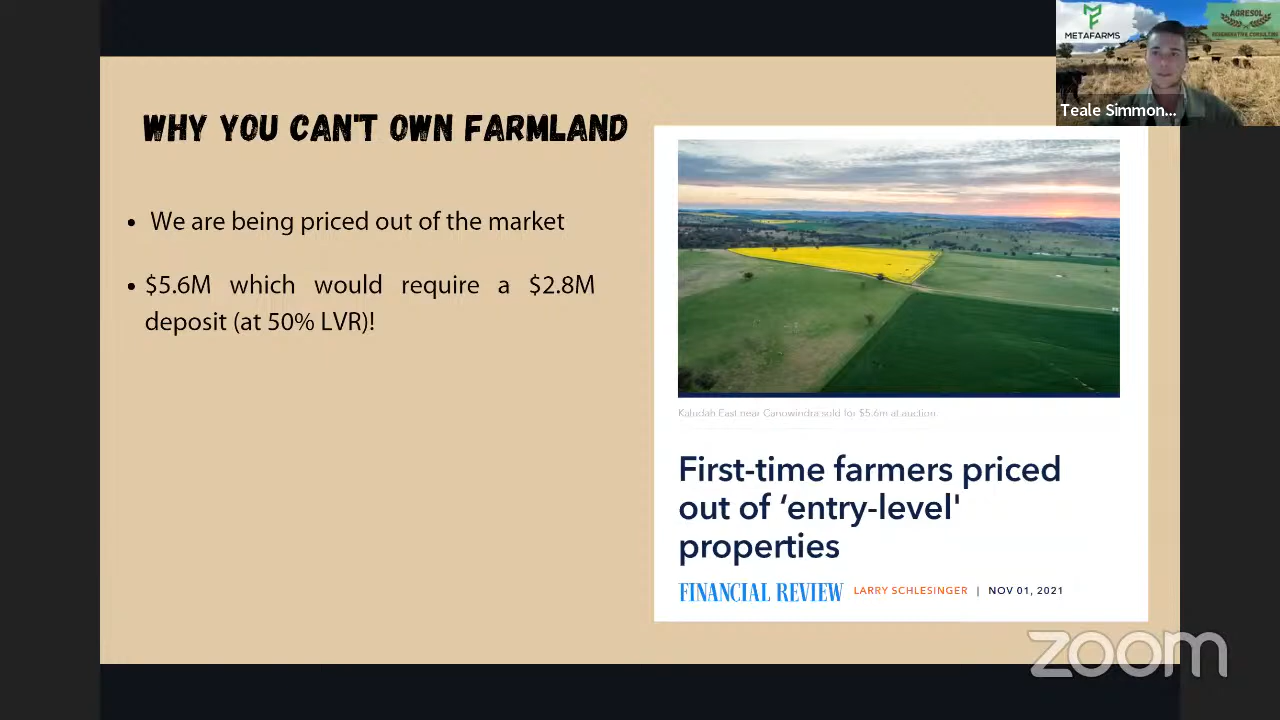 METAFARMS
AGRESOL
REGENERATIVE CONSULTING
Teale Simmon...
WHY YOU CAN'T OWN FARMLAND
• We are being priced out of the market
• $5.6M which would require a $2.8M
deposit (at 50% LVR)!
Kaludah East near Canowindra sold for $5.6m at auction.
First-time farmers priced
out of ‘entry-level'
properties
FINANCIAL REVIEW LARRY SCHLESINGER | NOV 01, 2021
zoom